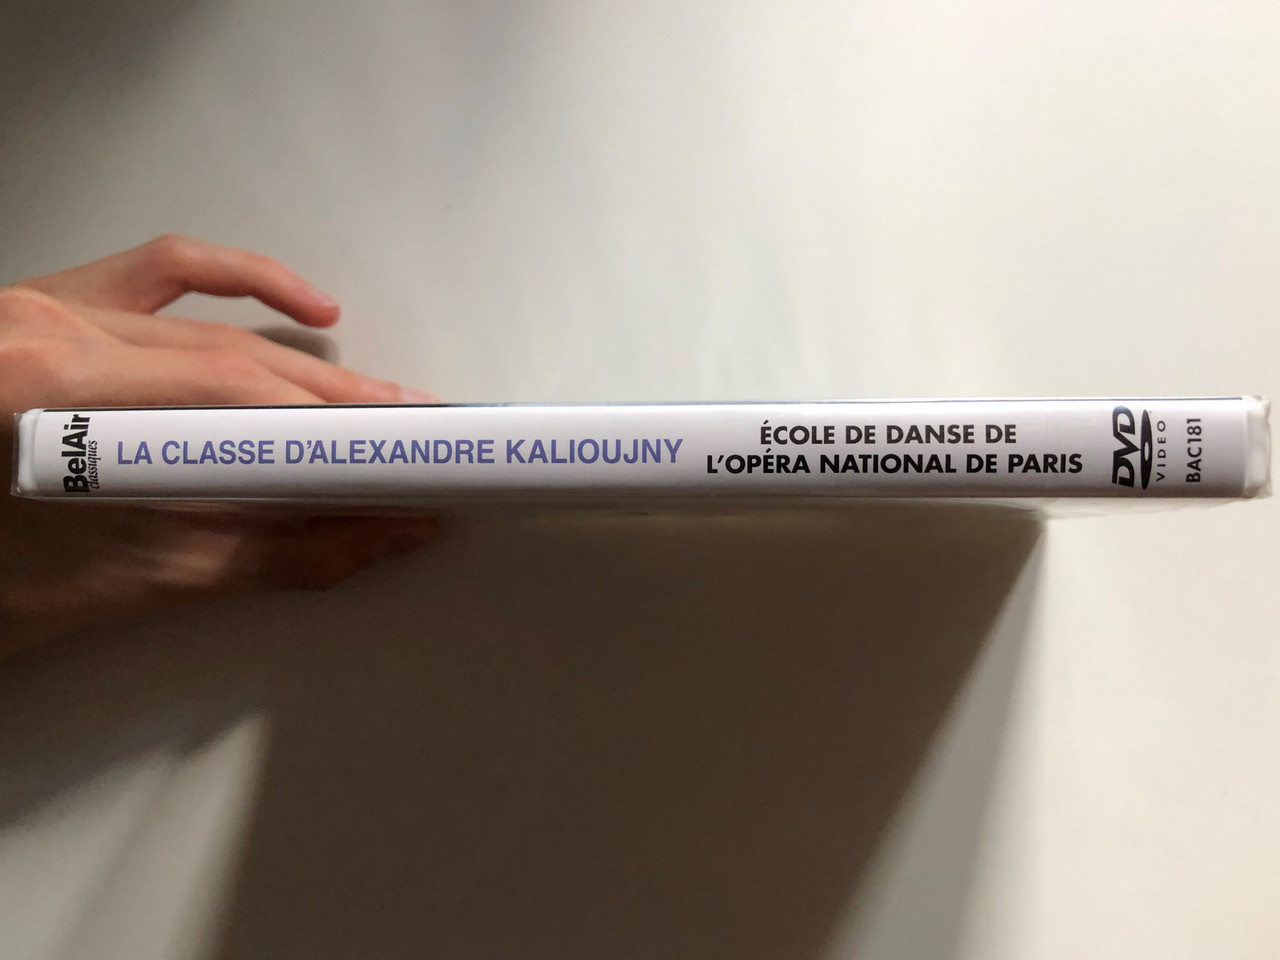 BelAir
classiques
LA CLASSE D'ALEXANDRE KALIOUJNY
ÉCOLE DE DANSE DE
L'OPÉRA NATIONAL DE PARIS
DVD
VIDEO
BAC181